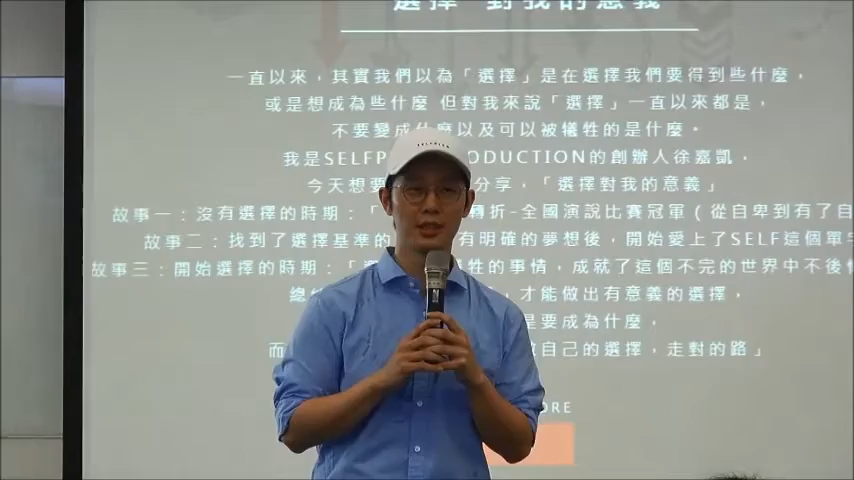 選擇 對我的意義
一直以來，其實我們以為「選擇」是在選擇我們要得到些什麼，
或是想成為些什麼，但對我來說「選擇」一直以來都是，
不要變成什麼以及可以被犧牲的是什麼。
我是SELFP ODUCTION的創辦人徐嘉凱，
今天想 分享，「選擇對我的意義」
故事一：沒有選擇的時期： 轉折-全國演說比賽冠軍（從自卑到有了自
故事二：找到了選擇基準的 有明確的夢想後，開始愛上了SELF這個單字
故事三：開始選擇的時期：「 犧牲的事情，成就了這個不完的世界中不後
總 ，才能做出有意義的選擇，
是要成為什麼，
而 自己的選擇，走對的路」
ORE